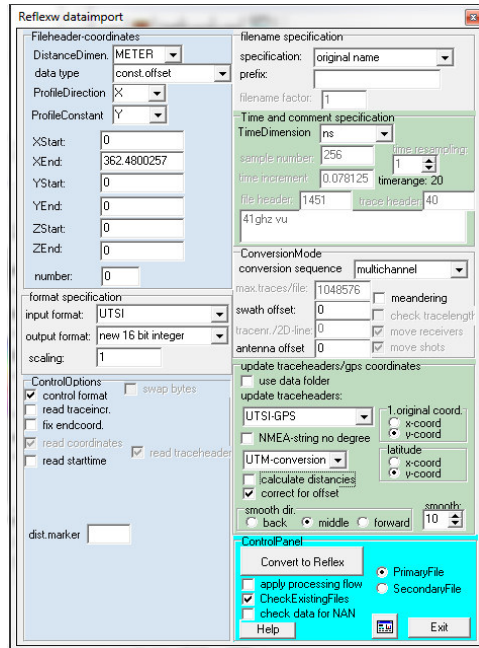 Reflexw dataimport
Fileheader-coordinates
DistanceDimen. METER
data type const.offset
ProfileDirection X
ProfileConstant Y
XStart: 0
XEnd: 362.4800257
YStart: 0
YEnd: 0
ZStart: 0
ZEnd: 0
number: 0
format specification
input format: UTSI
output format: new 16 bit integer
scaling: 1
ControlOptions
control format
swap bytes
read traceincr.
fix endcoord.
read coordinates
read traceheader
read starttime
dist.marker
filename specification
specification: original name
prefix:
filename factor: 1
Time and comment specification
TimeDimension ns
time resampling:
sample number 256
1
time increment 0.078125 timerange: 20
file header: 1451 trace header: 40
41ghz vu
ConversionMode
conversion sequence multichannel
max.traces/file: 1048576
meandering
swath offset: 0
check tracelength
tracenr./2D-line: 0
move receivers
antenna offset 0
move shots
update traceheaders/gps coordinates
use data folder
update traceheaders:
UTSI-GPS
1.original coord.
x-coord
y-coord
NMEA-string no degree
UTM-conversion
latitude
x-coord
y-coord
calculate distancies
correct for offset
smooth dir.
back middle forward
smooth:
10
ControlPanel
Convert to Reflex
PrimaryFile
SecondaryFile
apply processing flow
CheckExistingFiles
check data for NAN
Help
Exit